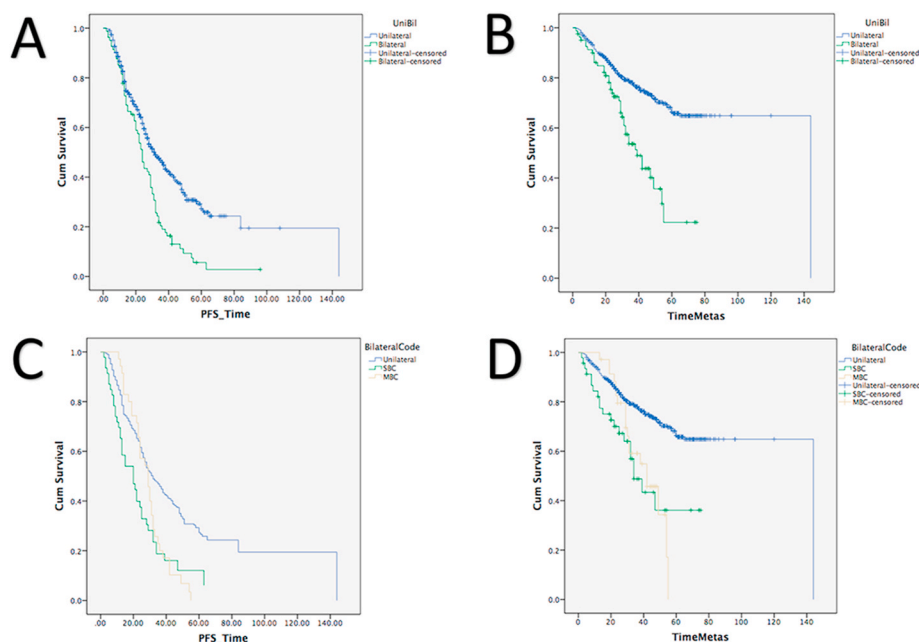 A
UniBil
Unilateral
Bilateral
Unilateral-censored
Bilateral-censored
Cum Survival
1.0
0.8
0.6
0.4
0.2
0.0
.00 20.00 40.00 60.00 80.00 100.00 120.00 140.00
PFS_Time
B
UniBil
Unilateral
Bilateral
Unilateral-censored
Bilateral-censored
Cum Survival
1.0
0.8
0.6
0.4
0.2
0.0
0 20 40 60 80 100 120 140
TimeMetas
C
BilateralCode
Unilateral
SBC
MBC
Cum Survival
1.0
0.8
0.6
0.4
0.2
0.0
.00 20.00 40.00 60.00 80.00 100.00 120.00 140.00
PFS_Time
D
BilateralCode
Unilateral
SBC
MBC
Unilateral-censored
SBC-censored
MBC-censored
Cum Survival
1.0
0.8
0.6
0.4
0.2
0.0
0 20 40 60 80 100 120 140
TimeMetas